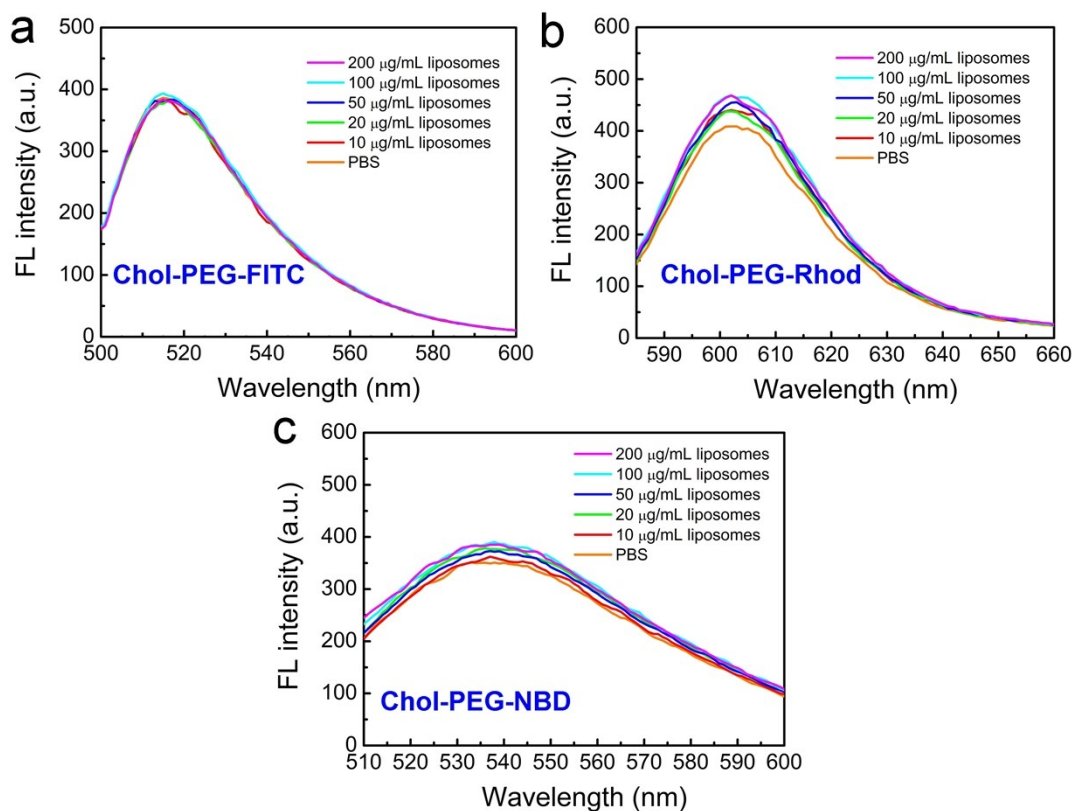 a
500
400
300
200
100
0
FL intensity (a.u.)
200 μg/mL liposomes
100 μg/mL liposomes
50 μg/mL liposomes
20 μg/mL liposomes
10 μg/mL liposomes
PBS
Chol-PEG-FITC
500 520 540 560 580 600
Wavelength (nm)
b
600
500
400
300
200
100
0
FL intensity (a.u.)
200 μg/mL liposomes
100 μg/mL liposomes
50 μg/mL liposomes
20 μg/mL liposomes
10 μg/mL liposomes
PBS
Chol-PEG-Rhod
590 600 610 620 630 640 650 660
Wavelength (nm)
c
600
500
400
300
200
100
0
FL intensity (a.u.)
200 μg/mL liposomes
100 μg/mL liposomes
50 μg/mL liposomes
20 μg/mL liposomes
10 μg/mL liposomes
PBS
Chol-PEG-NBD
510 520 530 540 550 560 570 580 590 600
Wavelength (nm)